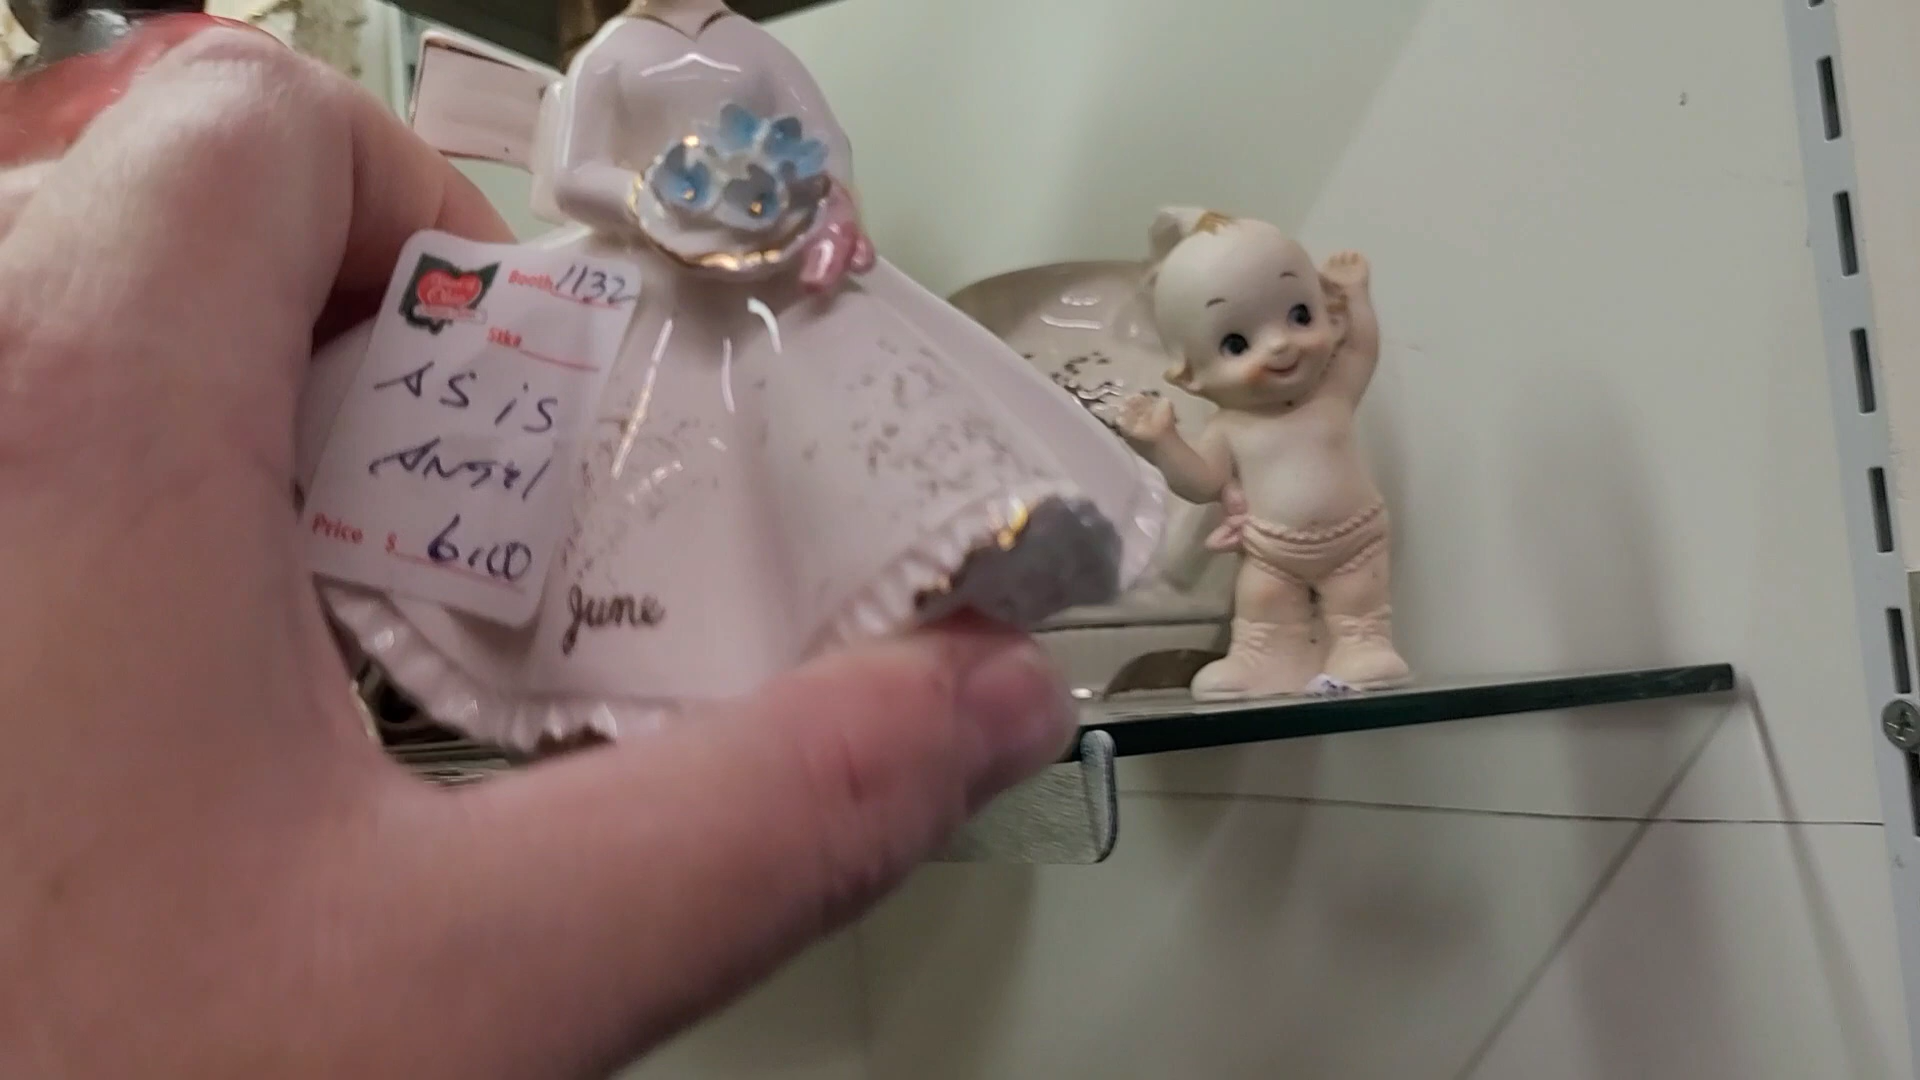 Booth 1132
Stk#
AS iS
ANgel
Price $ 6.00
June